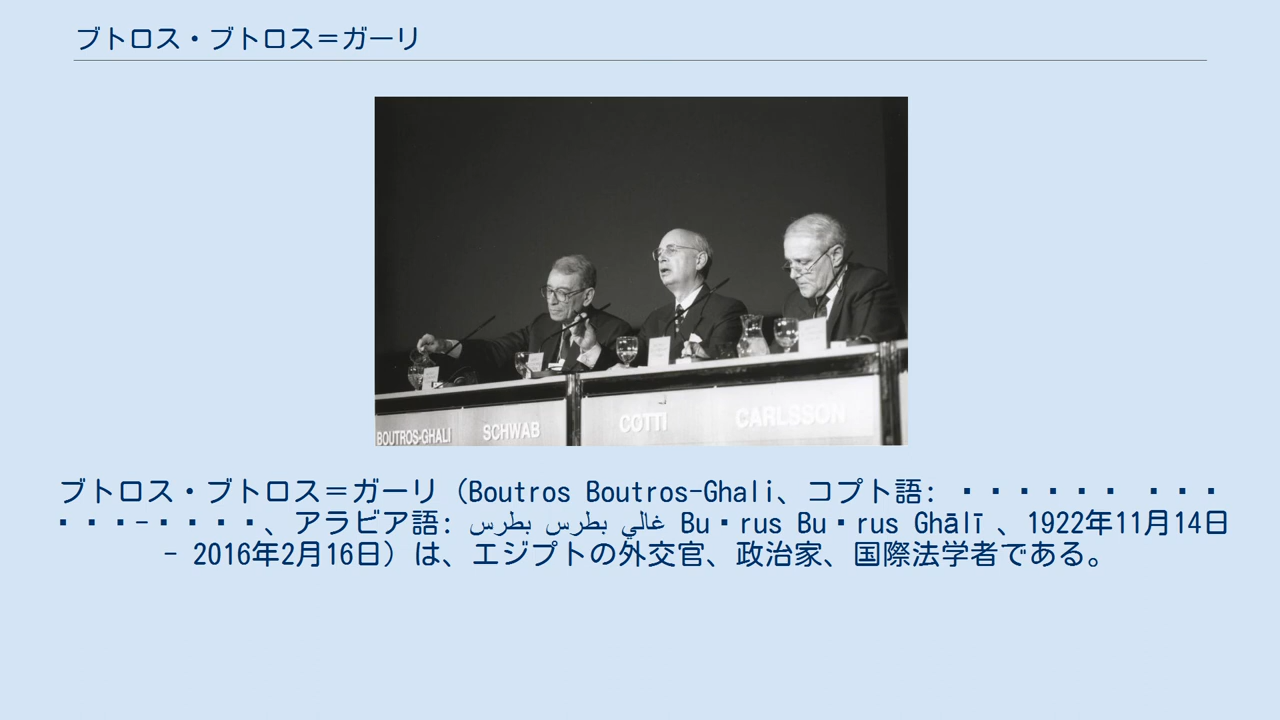 ブトロス・ブトロス＝ガーリ
BOUTROS-GHALI
SCHWAB
COTTI
CARLSSON
ブトロス・ブトロス＝ガーリ（Boutros Boutros-Ghali、コプト語: ・・・・・・ ・・・
・・・-・・・・、アラビア語: بطرس بطرس غالي Bu・rus Bu・rus Ghālī 、1922年11月14日
- 2016年2月16日）は、エジプトの外交官、政治家、国際法学者である。